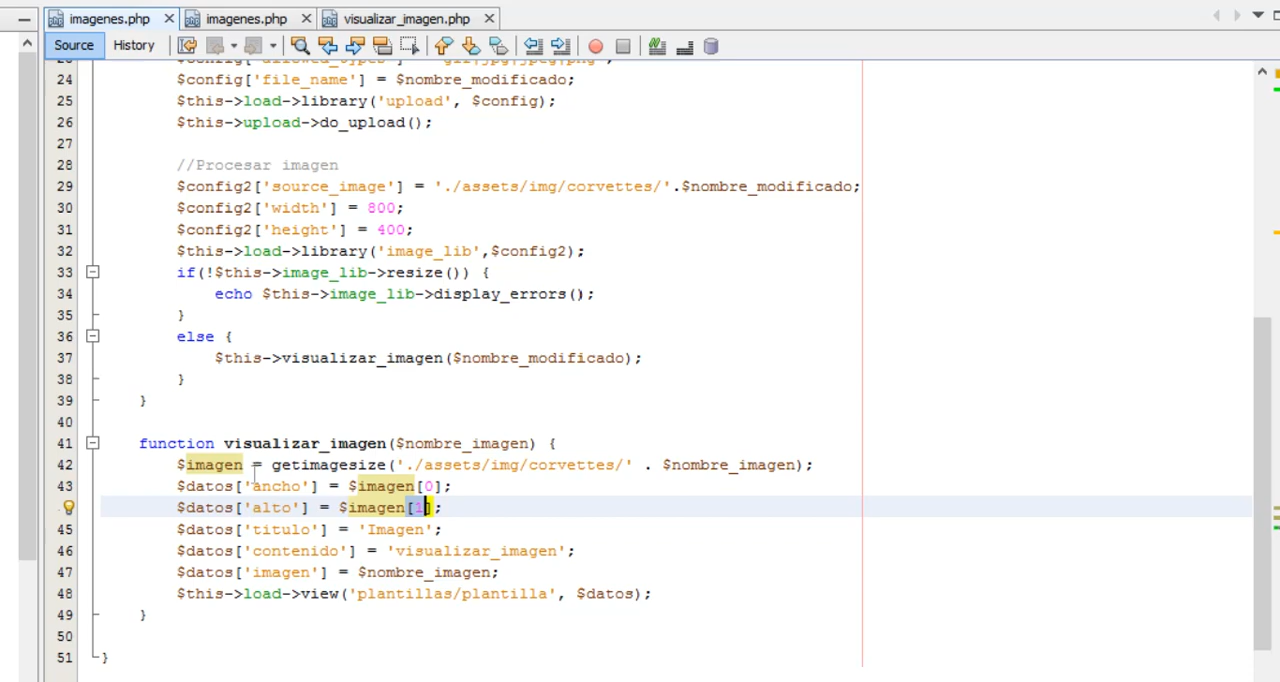 imagenes.php imagenes.php visualizar_imagen.php
Source History
24 $config['file_name'] = $nombre_modificado;
25 $this->load->library('upload', $config);
26 $this->upload->do_upload();
27
28 //Procesar imagen
29 $config2['source_image'] = './assets/img/corvettes/'.$nombre_modificado;
30 $config2['width'] = 800;
31 $config2['height'] = 400;
32 $this->load->library('image_lib',$config2);
33 if(!$this->image_lib->resize()) {
34 echo $this->image_lib->display_errors();
35 }
36 else {
37 $this->visualizar_imagen($nombre_modificado);
38 }
39 }
40
41 function visualizar_imagen($nombre_imagen) {
42 $imagen = getimagesize('./assets/img/corvettes/' . $nombre_imagen);
43 $datos['ancho'] = $imagen[0];
$datos['alto'] = $imagen[1];
45 $datos['titulo'] = 'Imagen';
46 $datos['contenido'] = 'visualizar_imagen';
47 $datos['imagen'] = $nombre_imagen;
48 $this->load->view('plantillas/plantilla', $datos);
49 }
50
51 }